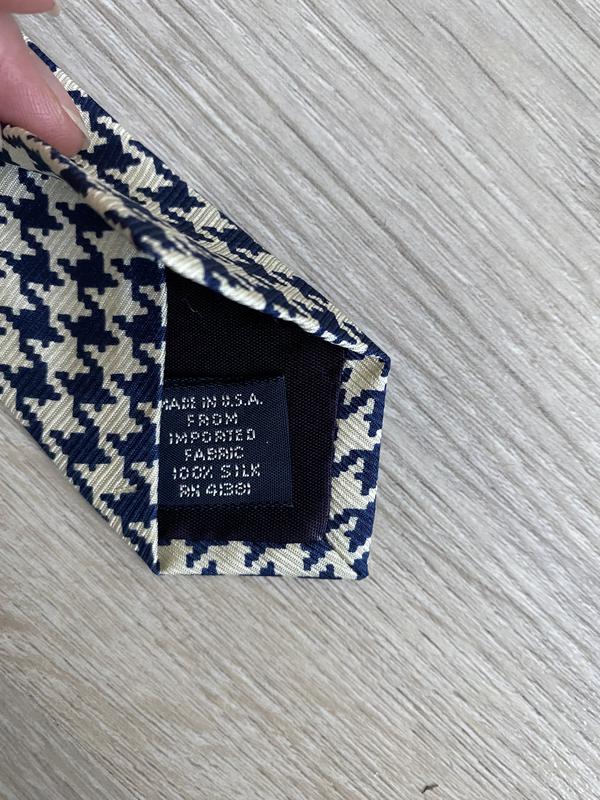 MADE IN U.S.A.
FROM
IMPORTED
FABRIC
100% SILK
RN 41381